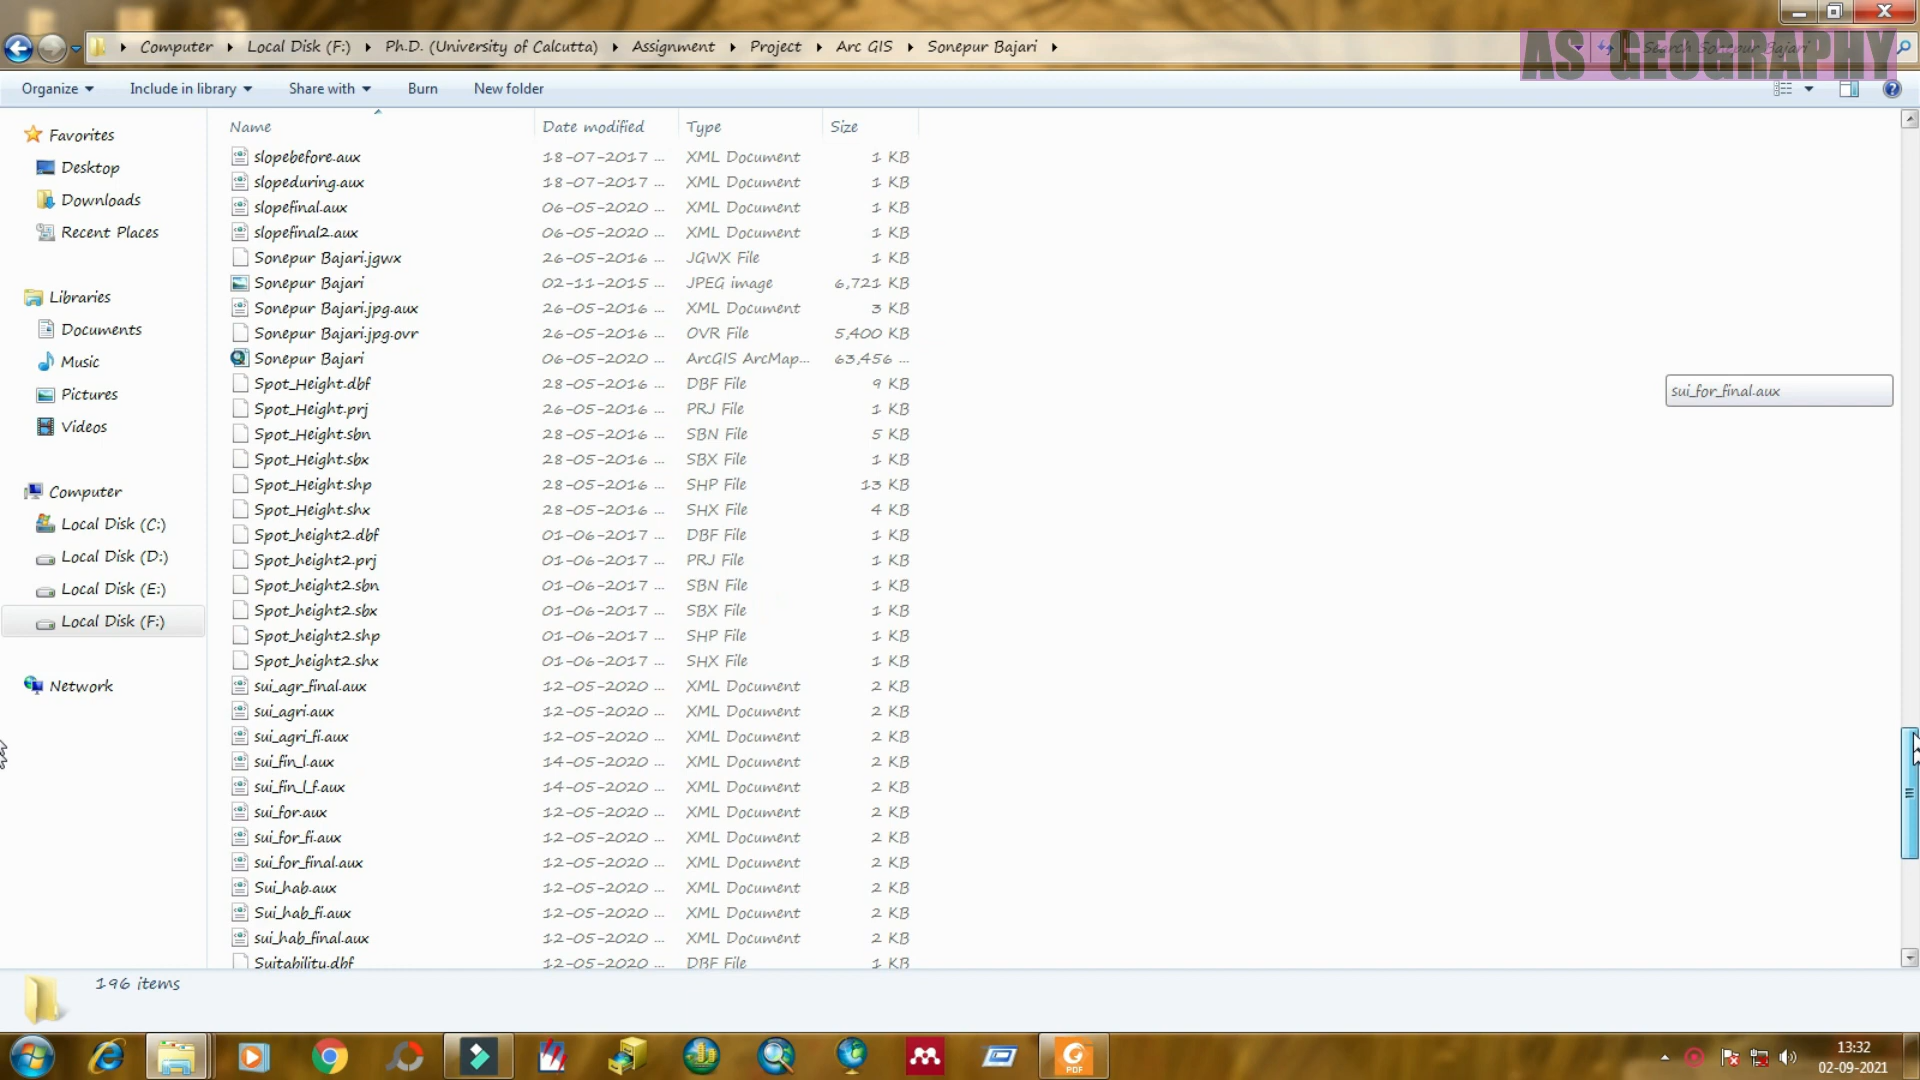 Computer Local Disk (F:) Ph.D. (University of Calcutta) Assignment Project Arc GIS Sonepur Bajari
Search Sonepur Bajari
AS GEOGRAPHY
Organize Include in library Share with Burn New folder
Name Date modified Type Size
Favorites
Desktop
Downloads
Recent Places
Libraries
Documents
Music
Pictures
Videos
Computer
Local Disk (C:)
Local Disk (D:)
Local Disk (E:)
Local Disk (F:)
Network
slopebefore.aux 18-07-2017 ... XML Document 1 KB
slopeduring.aux 18-07-2017 ... XML Document 1 KB
slopefinal.aux 06-05-2020 ... XML Document 1 KB
slopefinal2.aux 06-05-2020 ... XML Document 1 KB
Sonepur Bajari.jgwx 26-05-2016 ... JGWX File 1 KB
Sonepur Bajari 02-11-2015 ... JPEG image 6,721 KB
Sonepur Bajari.jpg.aux 26-05-2016 ... XML Document 3 KB
Sonepur Bajari.jpg.ovr 26-05-2016 ... OVR File 5,400 KB
Sonepur Bajari 06-05-2020 ... ArcGIS ArcMap... 63,456 ...
Spot_Height.dbf 28-05-2016 ... DBF File 9 KB
Spot_Height.prj 26-05-2016 ... PRJ File 1 KB
Spot_Height.sbn 28-05-2016 ... SBN File 5 KB
Spot_Height.sbx 28-05-2016 ... SBX File 1 KB
Spot_Height.shp 28-05-2016 ... SHP File 13 KB
Spot_Height.shx 28-05-2016 ... SHX File 4 KB
Spot_height2.dbf 01-06-2017 ... DBF File 1 KB
Spot_height2.prj 01-06-2017 ... PRJ File 1 KB
Spot_height2.sbn 01-06-2017 ... SBN File 1 KB
Spot_height2.sbx 01-06-2017 ... SBX File 1 KB
Spot_height2.shp 01-06-2017 ... SHP File 1 KB
Spot_height2.shx 01-06-2017 ... SHX File 1 KB
sui_agr_final.aux 12-05-2020 ... XML Document 2 KB
sui_agri.aux 12-05-2020 ... XML Document 2 KB
sui_agri_fi.aux 12-05-2020 ... XML Document 2 KB
sui_fin_l.aux 14-05-2020 ... XML Document 2 KB
sui_fin_l_f.aux 14-05-2020 ... XML Document 2 KB
sui_for.aux 12-05-2020 ... XML Document 2 KB
sui_for_fi.aux 12-05-2020 ... XML Document 2 KB
sui_for_final.aux 12-05-2020 ... XML Document 2 KB
Sui_hab.aux 12-05-2020 ... XML Document 2 KB
Sui_hab_fi.aux 12-05-2020 ... XML Document 2 KB
sui_hab_final.aux 12-05-2020 ... XML Document 2 KB
Suitability.dbf 12-05-2020 ... DBF File 1 KB
sui_for_final.aux
196 items
PDF
13:32
02-09-2021